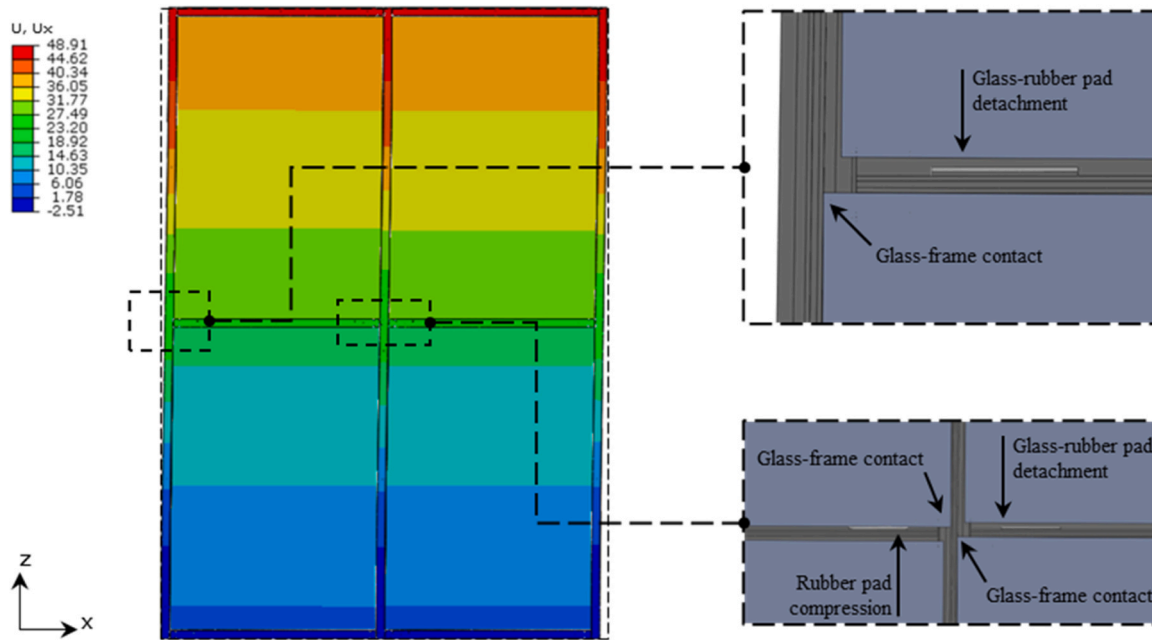 U, Ux
48.91
44.62
40.34
36.05
31.77
27.49
23.20
18.92
14.63
10.35
6.06
1.78
-2.51
Glass-rubber pad
detachment
Glass-frame contact
Glass-frame contact
Glass-rubber pad
detachment
Rubber pad
compression
Glass-frame contact
z
x